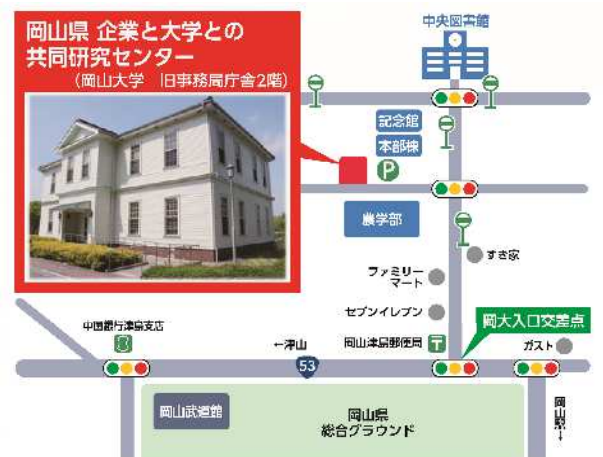 岡山県 企業と大学との
共同研究センター
(岡山大学 旧事務局庁舎2階)
中央図書館
記念館
本部棟
P
農学部
すき家
ファミリー
マート
セブンイレブン
岡大入口交差点
中国銀行津島支店
←津山
53
岡山津島郵便局
〒
ガスト
岡山武道館
岡山県
総合グラウンド
岡山駅→